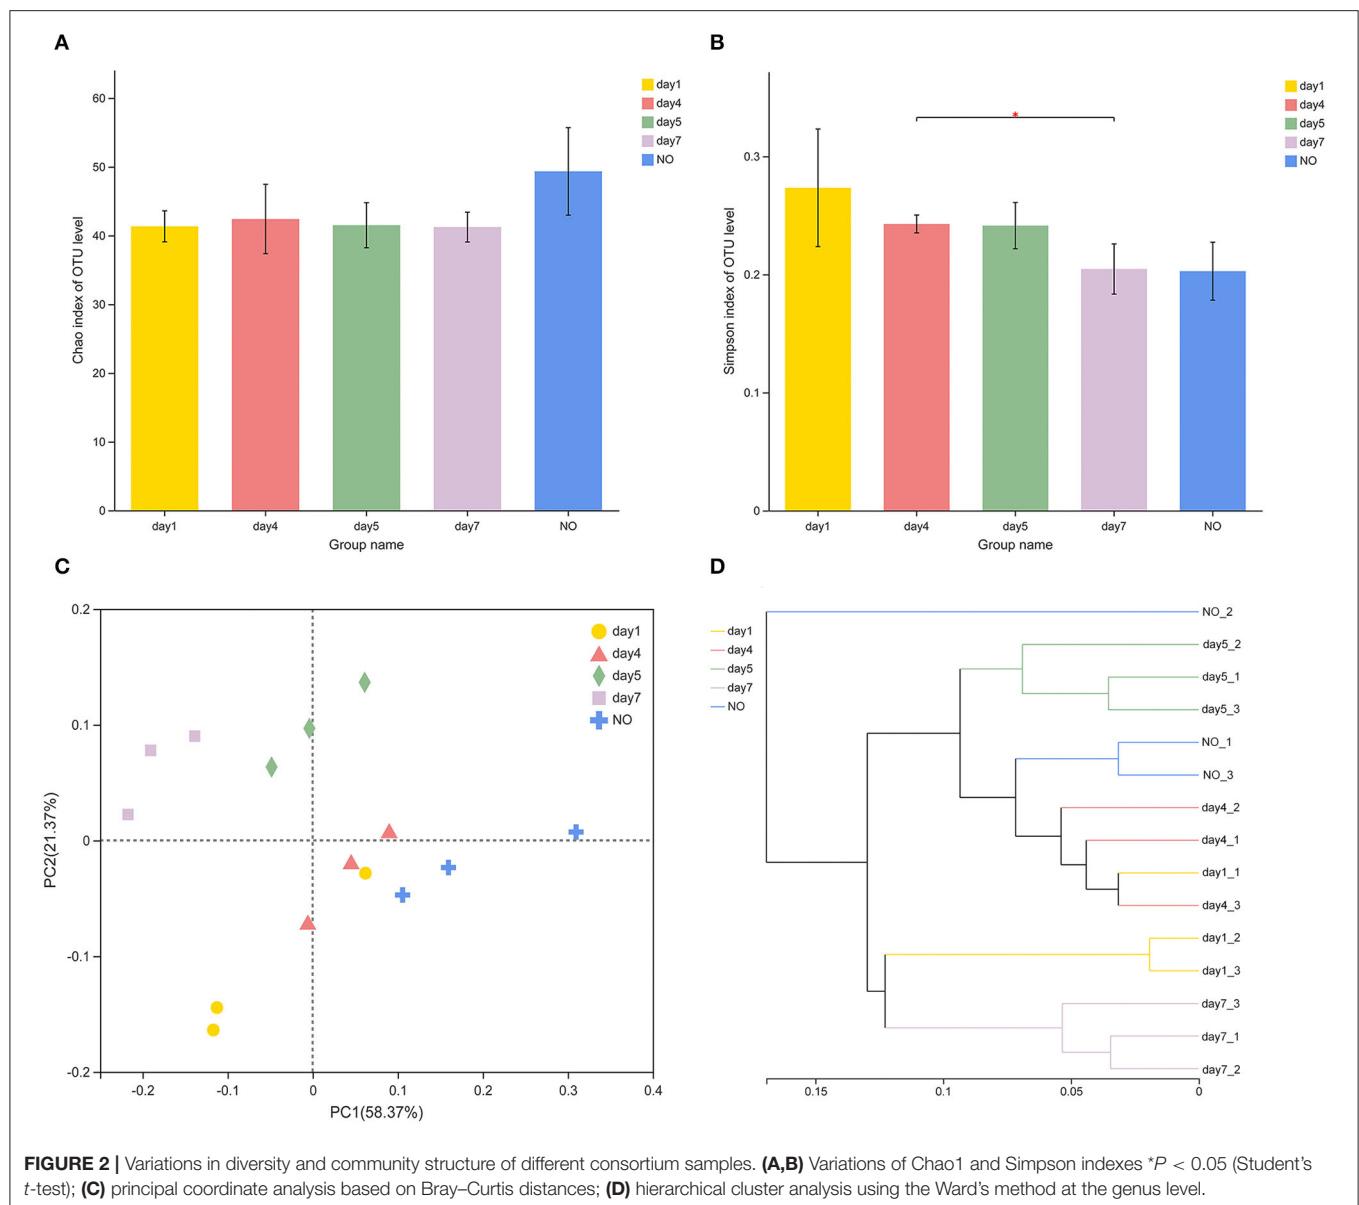 A
60
50
40
30
20
10
0
Chao index of OTU level
day1
day4
day5
day7
NO
Group name
day1
day4
day5
day7
NO
B
0.3
0.2
0.1
0
Simpson index of OTU level
*
day1
day4
day5
day7
NO
Group name
day1
day4
day5
day7
NO
C
0.2
0.1
0
-0.1
-0.2
PC2(21.37%)
-0.2
-0.1
0
0.1
0.2
0.3
0.4
PC1(58.37%)
day1
day4
day5
day7
NO
D
day1
day4
day5
day7
NO
NO_2
day5_2
day5_1
day5_3
NO_1
NO_3
day4_2
day4_1
day1_1
day4_3
day1_2
day1_3
day7_3
day7_1
day7_2
0.15
0.1
0.05
0
FIGURE 2 | Variations in diversity and community structure of different consortium samples. (A,B) Variations of Chao1 and Simpson indexes *P < 0.05 (Student's
t-test); (C) principal coordinate analysis based on Bray–Curtis distances; (D) hierarchical cluster analysis using the Ward's method at the genus level.